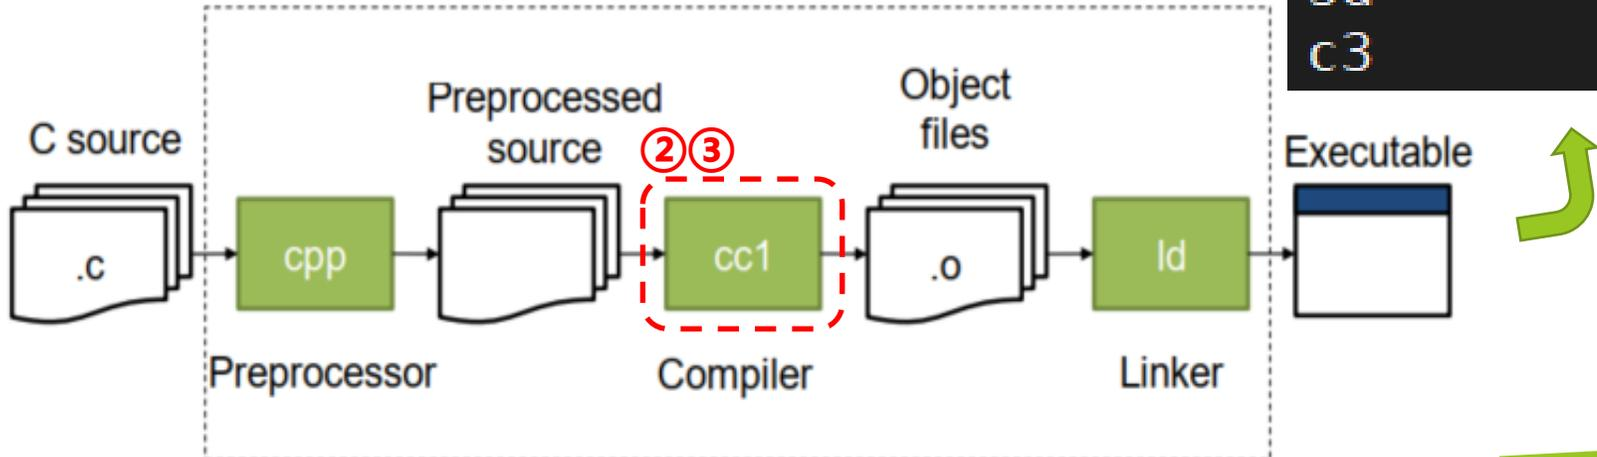 c3
C source
Preprocessed
source
②③
Object
files
Executable
.c
cpp
cc1
.o
ld
Preprocessor
Compiler
Linker